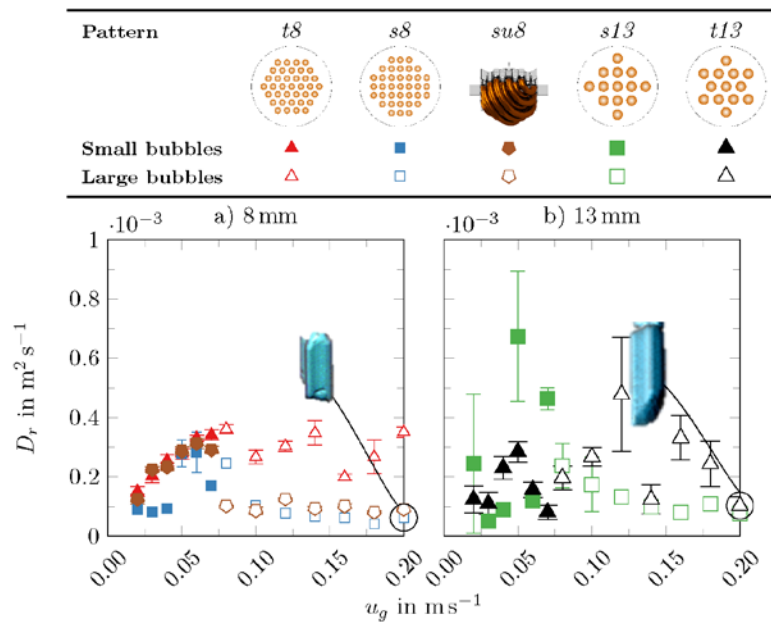 Pattern t8 s8 su8 s13 t13
Small bubbles
Large bubbles
·10⁻³ a) 8 mm ·10⁻³ b) 13 mm
1
0.8
0.6
0.4
0.2
0
D_r in m² s⁻¹
0.00 0.05 0.10 0.15 0.20 0.00 0.05 0.10 0.15 0.20
u_g in m s⁻¹